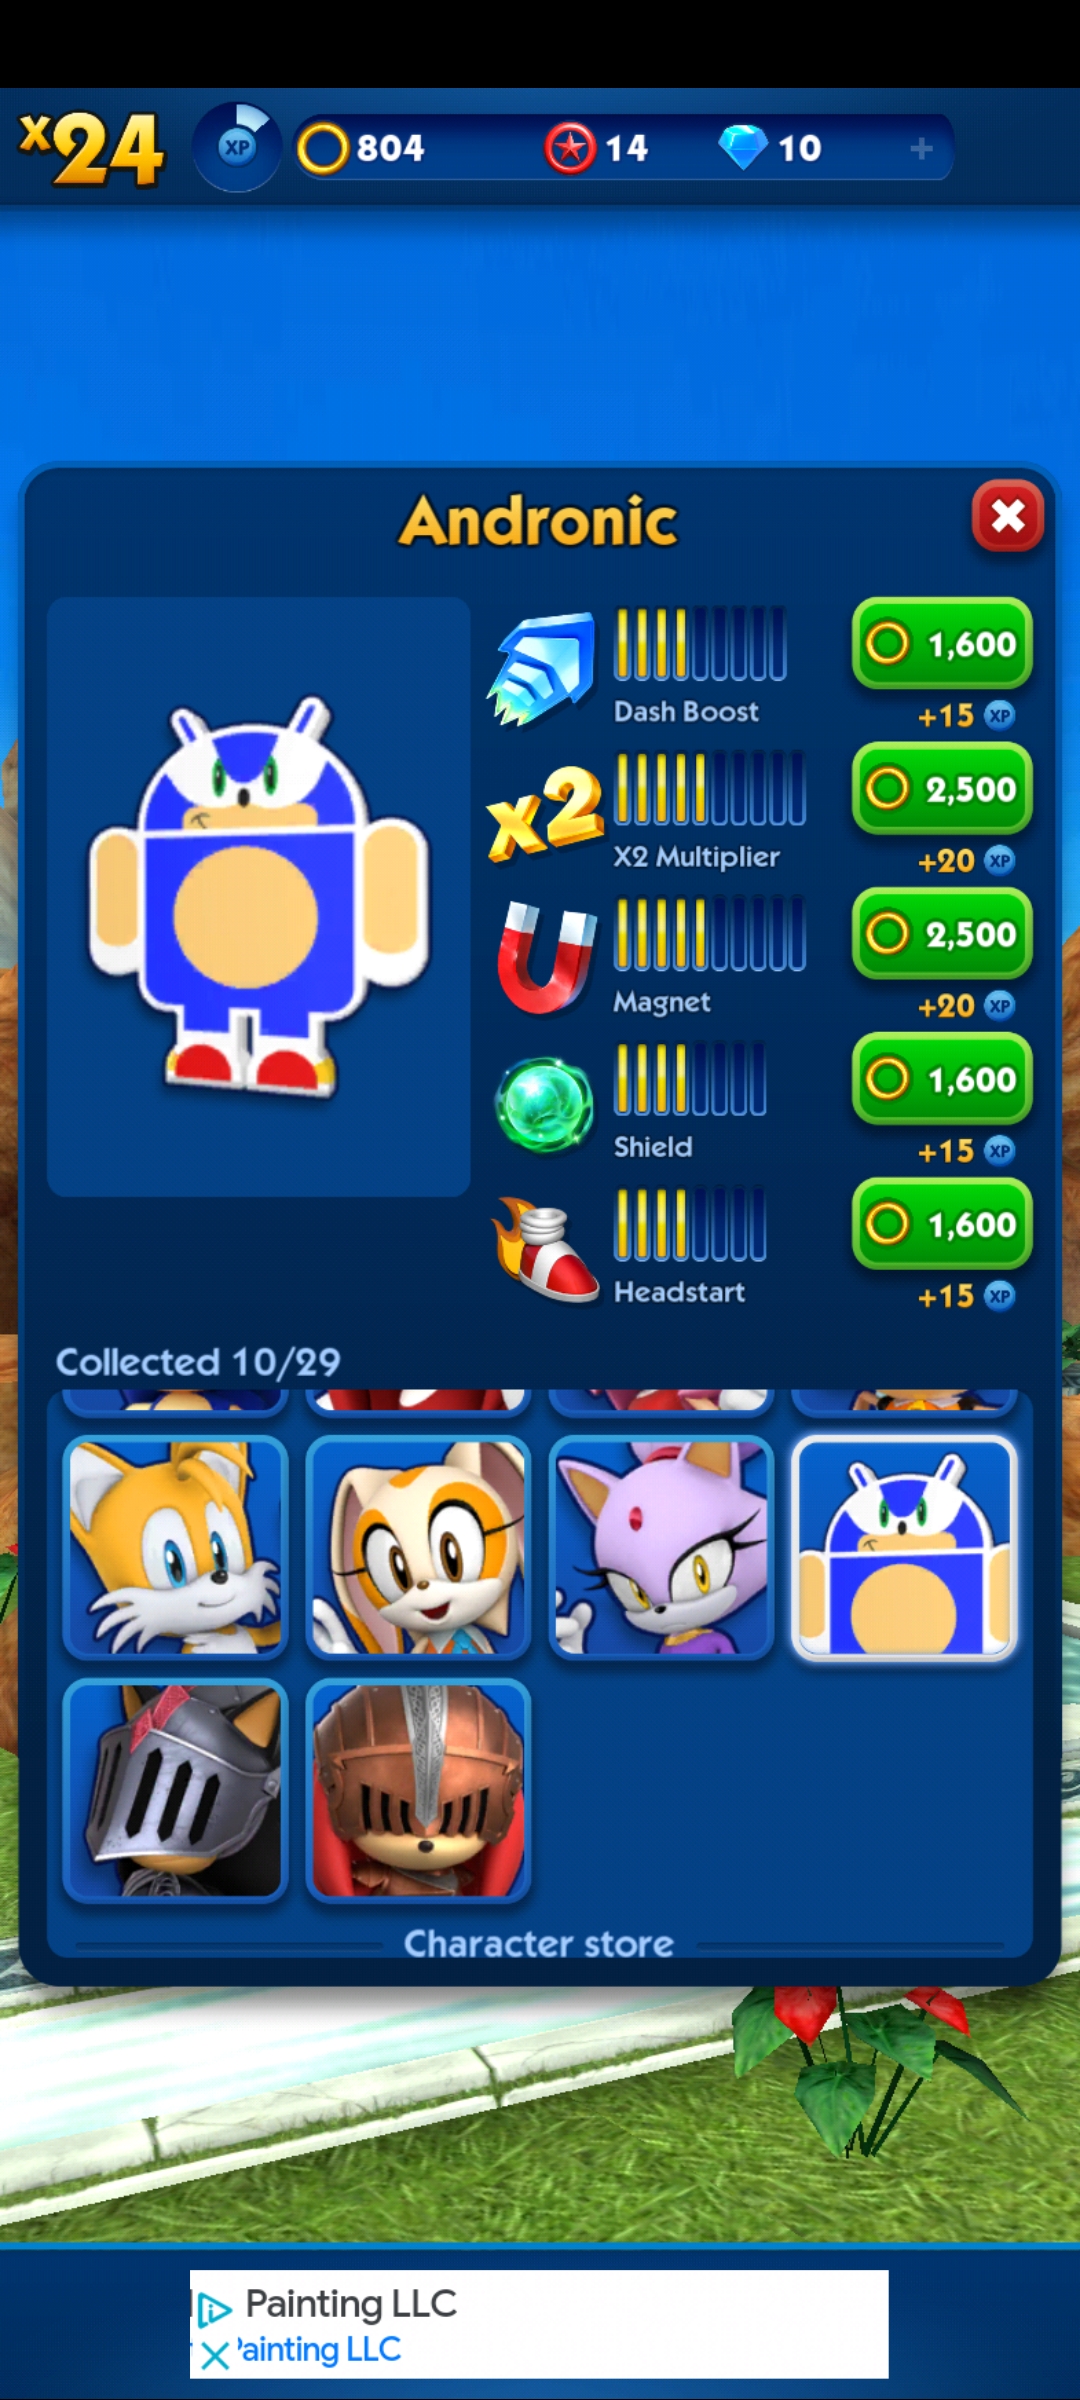 x24
XP
804
14
10
+
Andronic
1,600
Dash Boost
+15 XP
x2
2,500
X2 Multiplier
+20 XP
2,500
Magnet
+20 XP
1,600
Shield
+15 XP
1,600
Headstart
+15 XP
Collected 10/29
Character store
Painting LLC
Painting LLC